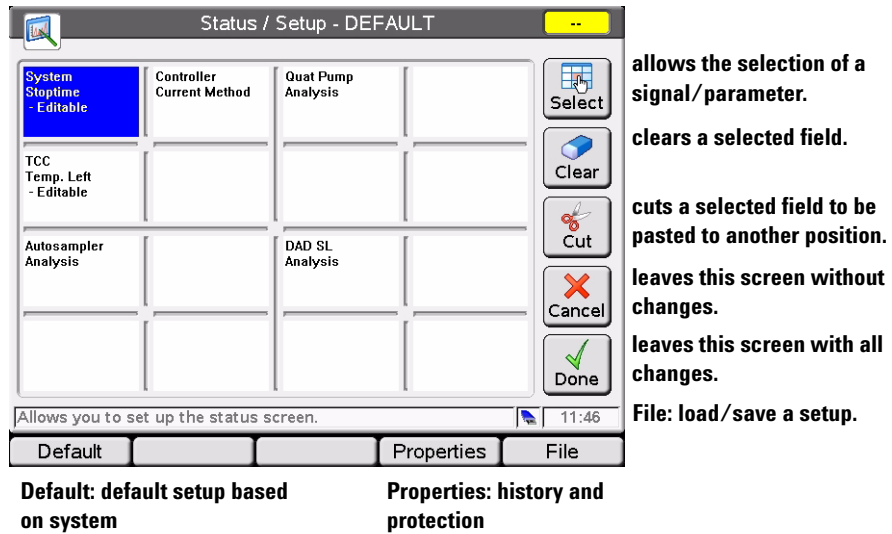 Status / Setup - DEFAULT
--
System
Stoptime
- Editable
Controller
Current Method
Quat Pump
Analysis
Select
allows the selection of a
signal/parameter.
TCC
Temp. Left
- Editable
Clear
clears a selected field.
Cut
cuts a selected field to be
pasted to another position.
Autosampler
Analysis
DAD SL
Analysis
Cancel
leaves this screen without
changes.
Done
leaves this screen with all
changes.
Allows you to set up the status screen.
11:46
File: load/save a setup.
Default
Properties
File
Default: default setup based
on system
Properties: history and
protection